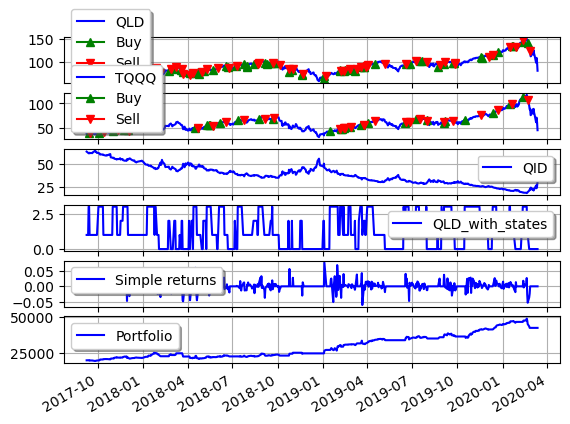 QLD
Buy
Sell
150
100
TQQQ
Buy
Sell
100
50
QID
50
25
QLD_with_states
2.5
0.0
Simple returns
0.05
0.00
−0.05
Portfolio
50000
25000
2017-10
2018-01
2018-04
2018-07
2018-10
2019-01
2019-04
2019-07
2019-10
2020-01
2020-04